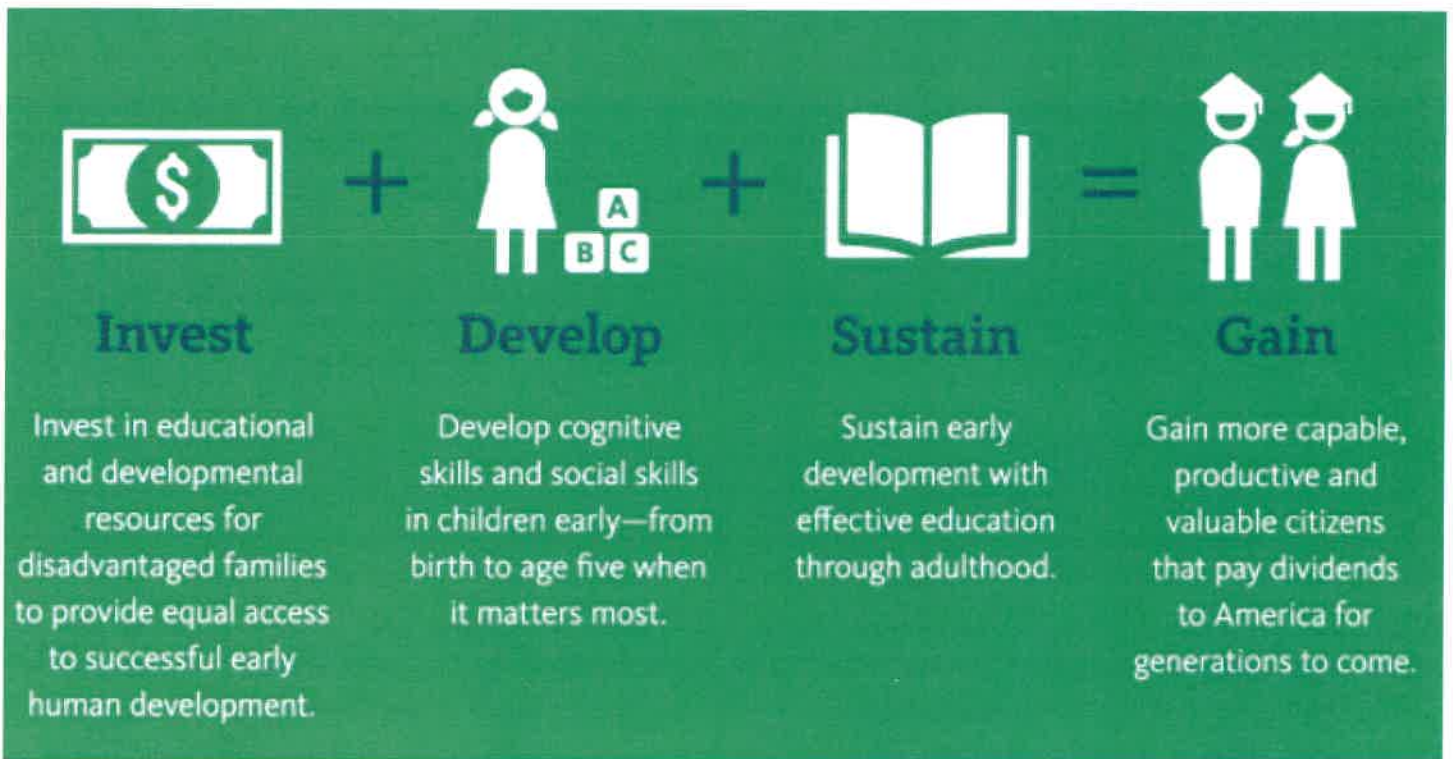 $
+
A
B C
+
=
Invest
Invest in educational
and developmental
resources for
disadvantaged families
to provide equal access
to successful early
human development.
Develop
Develop cognitive
skills and social skills
in children early—from
birth to age five when
it matters most.
Sustain
Sustain early
development with
effective education
through adulthood.
Gain
Gain more capable,
productive and
valuable citizens
that pay dividends
to America for
generations to come.